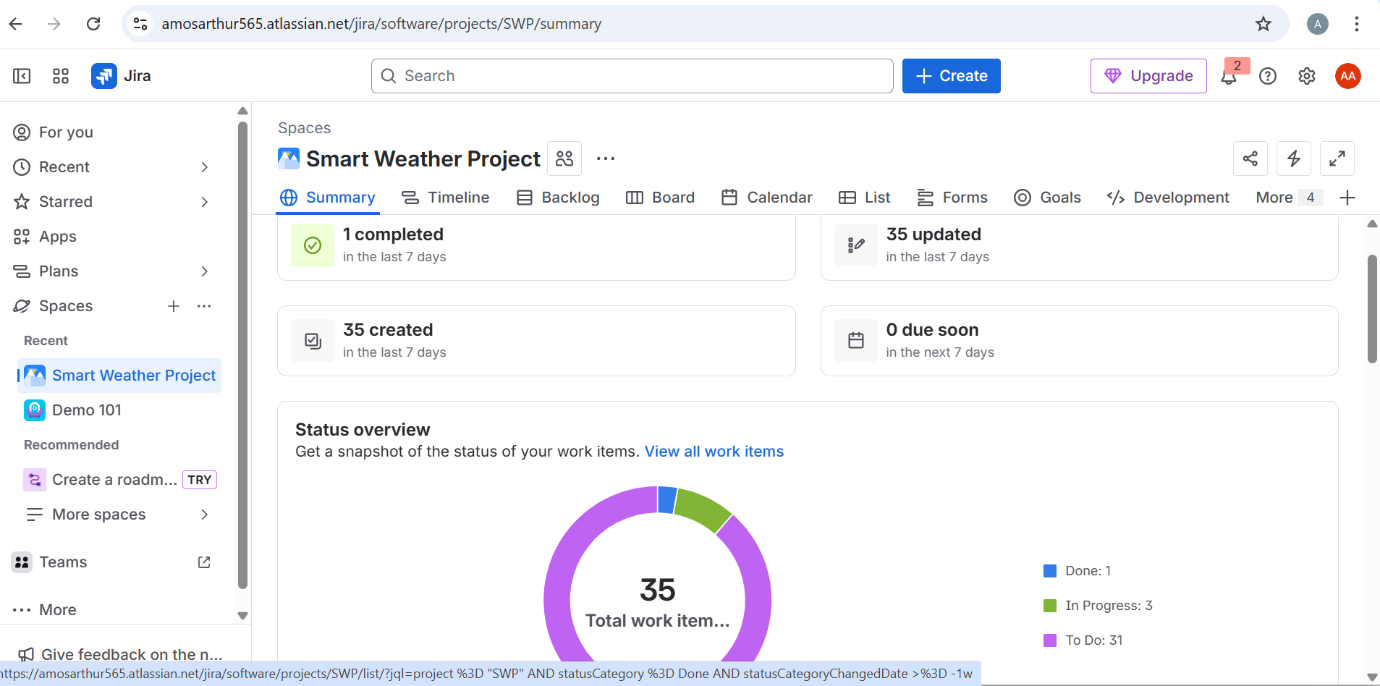 amosarthur565.atlassian.net/jira/software/projects/SWP/summary
A
Jira
Search
Create
Upgrade
2
AA
For you
Recent
Starred
Apps
Plans
Spaces
Recent
Smart Weather Project
Demo 101
Recommended
Create a roadm... TRY
More spaces
Teams
More
Give feedback on the n...
Spaces
Smart Weather Project
Summary Timeline Backlog Board Calendar List Forms Goals Development More 4
1 completed
in the last 7 days
35 updated
in the last 7 days
35 created
in the last 7 days
0 due soon
in the next 7 days
Status overview
Get a snapshot of the status of your work items. View all work items
35
Total work item...
Done: 1
In Progress: 3
To Do: 31
https://amosarthur565.atlassian.net/jira/software/projects/SWP/list/?jql=project %3D "SWP" AND statusCategory %3D Done AND statusCategoryChangedDate >%3D -1w